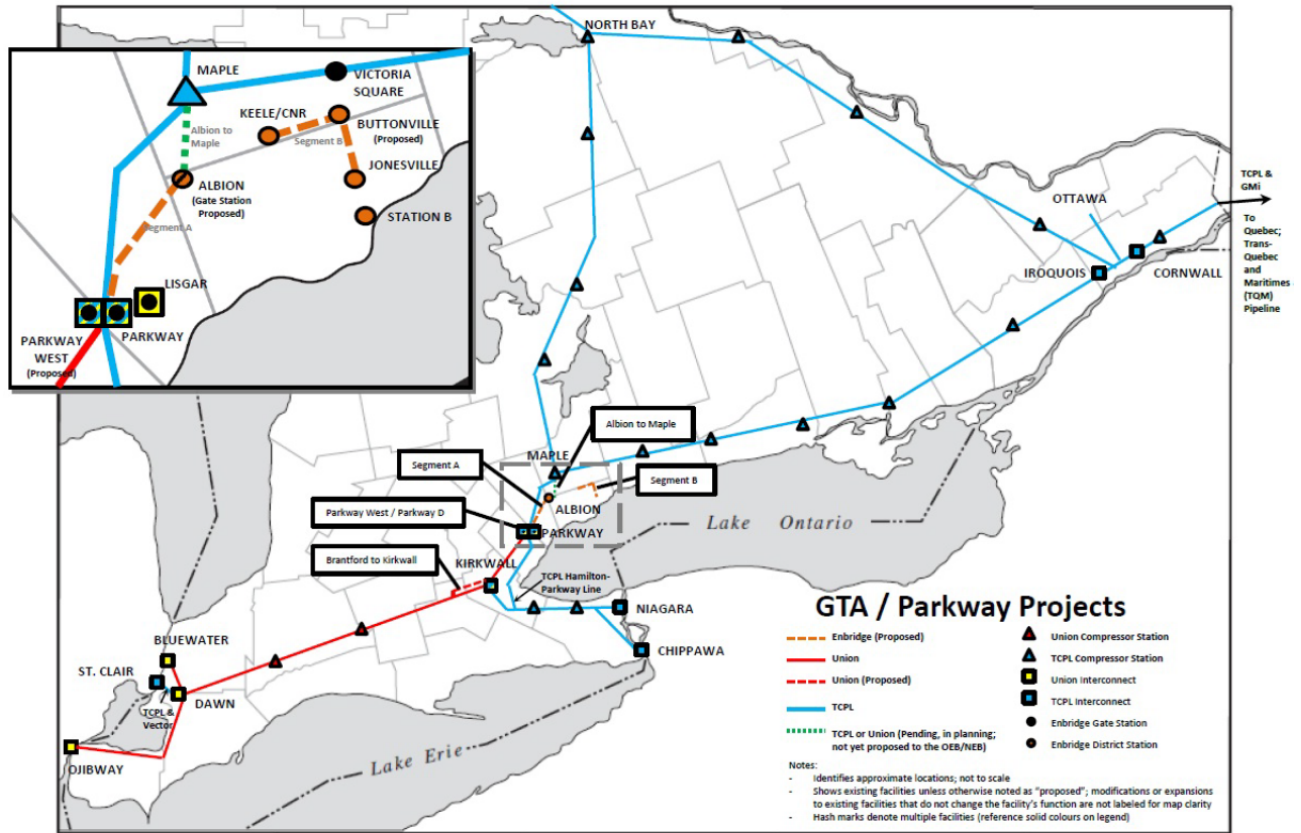 NORTH BAY
MAPLE
VICTORIA
SQUARE
KEELE/CNR
BUTTONVILLE
(Proposed)
Segment B
Albion to
Maple
JONESVILLE
ALBION
(Gate Station
Proposed)
STATION B
Segment A
LISGAR
PARKWAY
WEST
(Proposed)
PARKWAY
TCPL &
GMi
To
Quebec;
Trans-
Quebec
and
Maritimes
(TQM)
Pipeline
OTTAWA
IROQUOIS
CORNWALL
Albion to Maple
MAPLE
Segment A
Segment B
ALBION
Parkway West / Parkway D
PARKWAY
Lake Ontario
Brantford to Kirkwall
KIRKWALL
TCPL Hamilton-
Parkway Line
NIAGARA
CHIPPAWA
BLUEWATER
ST. CLAIR
DAWN
TCPL &
Vector
OJIBWAY
Lake Erie
GTA / Parkway Projects
Enbridge (Proposed)
Union
Union (Proposed)
TCPL
TCPL or Union (Pending, in planning;
not yet proposed to the OEB/NEB)
Union Compressor Station
TCPL Compressor Station
Union Interconnect
TCPL Interconnect
Enbridge Gate Station
Enbridge District Station
Notes:
- Identifies approximate locations; not to scale
- Shows existing facilities unless otherwise noted as "proposed"; modifications or expansions
to existing facilities that do not change the facility's function are not labeled for map clarity
- Hash marks denote multiple facilities (reference solid colours on legend)